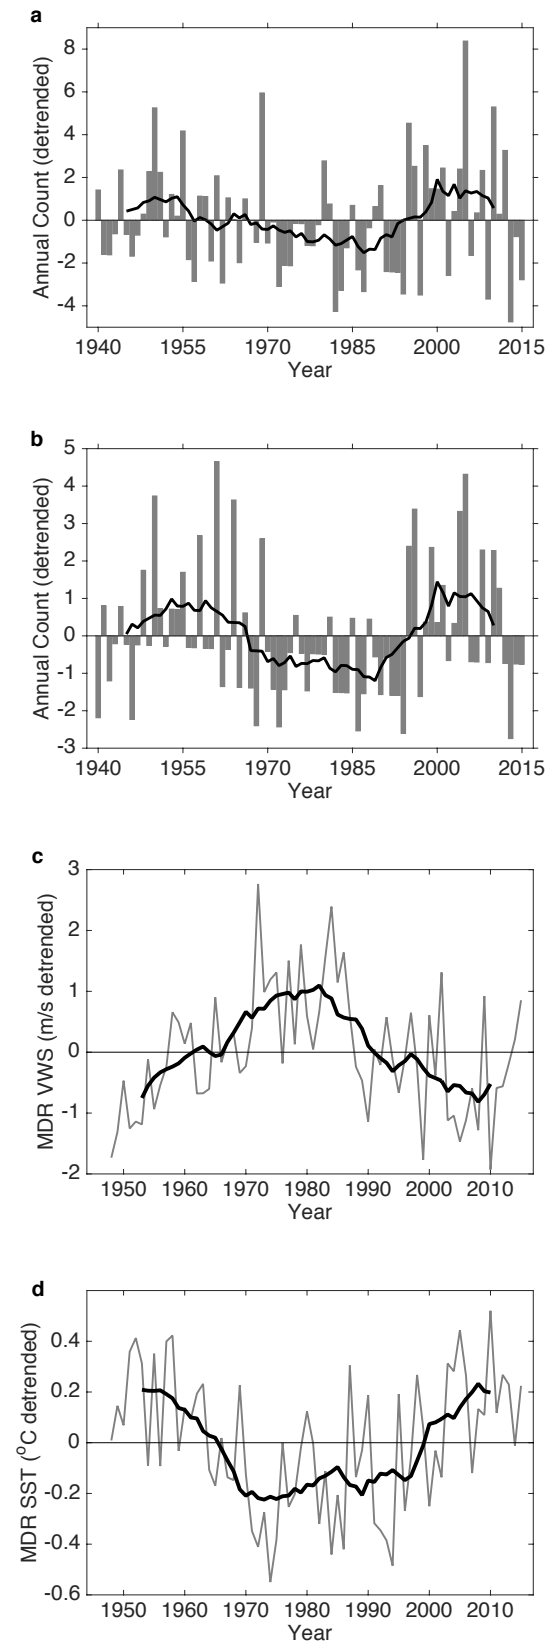 a
8
6
4
2
0
-2
-4
Annual Count (detrended)
1940 1955 1970 1985 2000 2015
Year
b
5
4
3
2
1
0
-1
-2
-3
Annual Count (detrended)
1940 1955 1970 1985 2000 2015
Year
c
3
2
1
0
-1
-2
MDR VWS (m/s detrended)
1950 1960 1970 1980 1990 2000 2010
Year
d
0.4
0.2
0
-0.2
-0.4
-0.6
MDR SST (°C detrended)
1950 1960 1970 1980 1990 2000 2010
Year